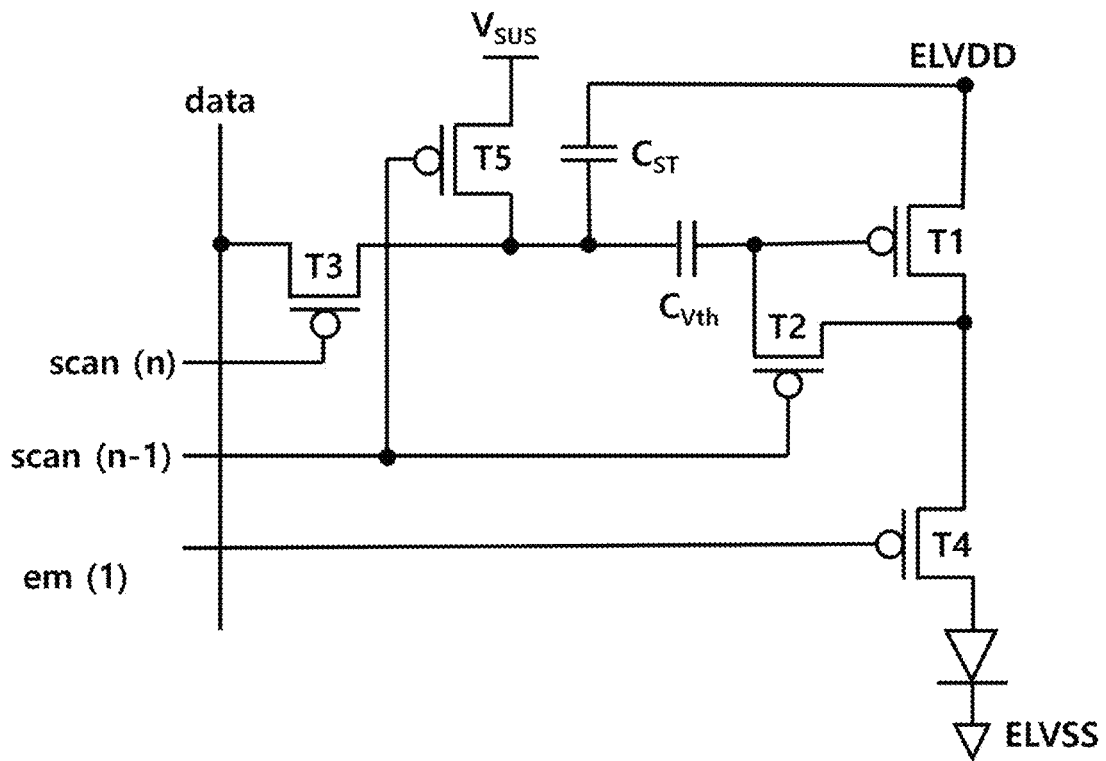 V_SUS
ELVDD
data
T5
C_ST
T1
T3
C_Vth
T2
scan (n)
scan (n-1)
T4
em (1)
ELVSS